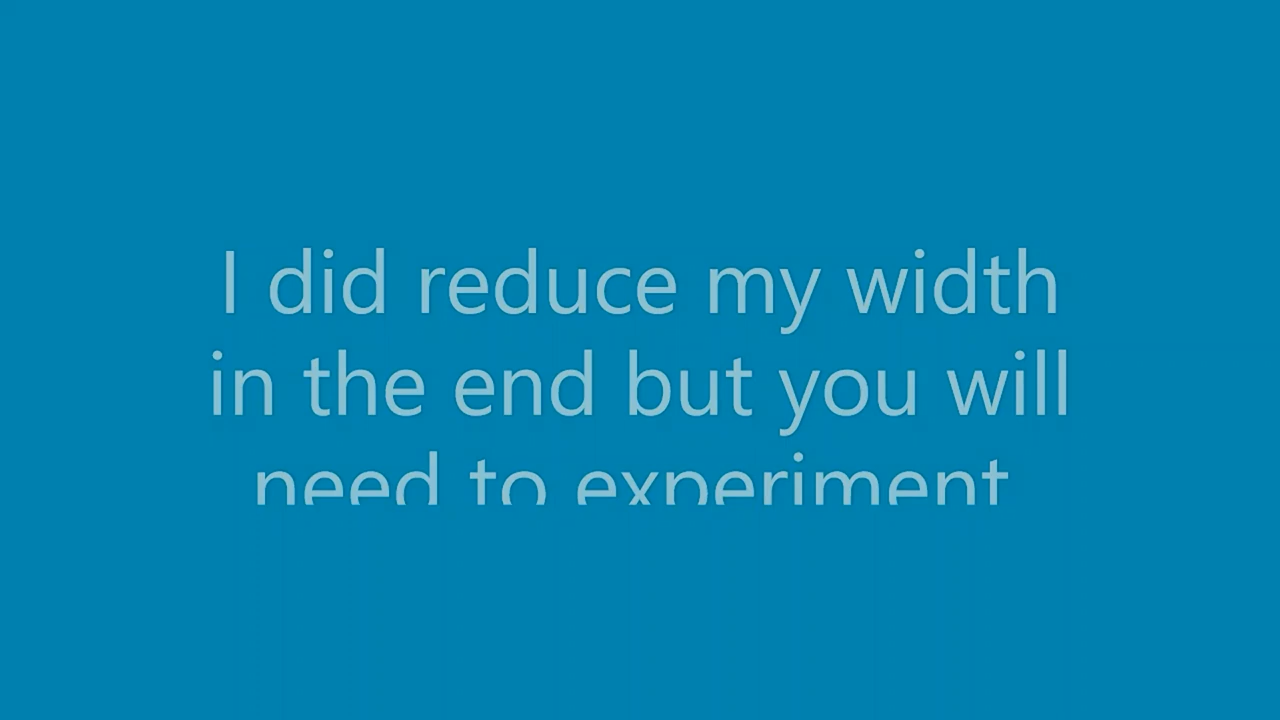 I did reduce my width
in the end but you will
need to experiment